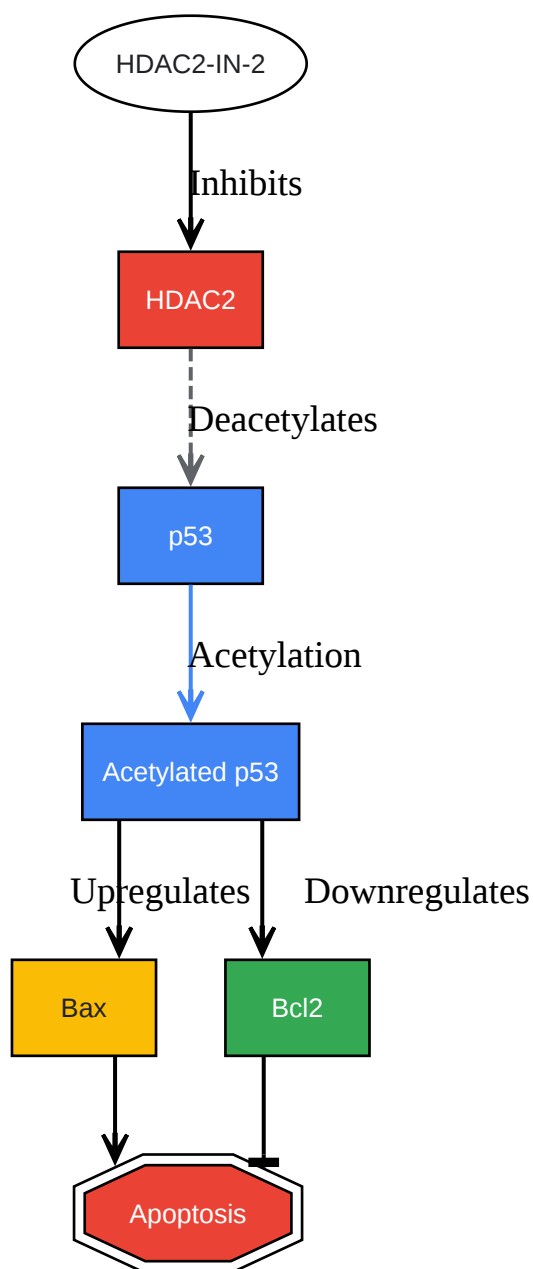 HDAC2-IN-2
Inhibits
HDAC2
Deacetylates
p53
Acetylation
Acetylated p53
Upregulates
Downregulates
Bax
Bcl2
Apoptosis